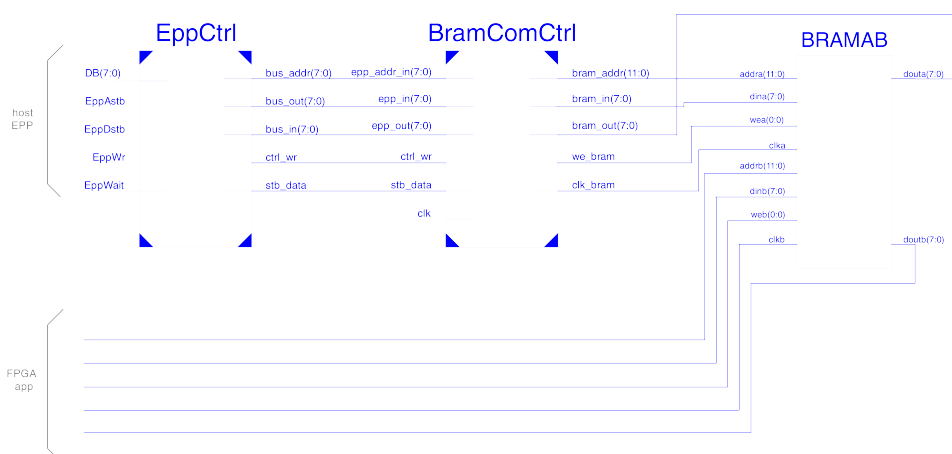 EppCtrl
BramComCtrl
BRAMAB
host
EPP
DB(7:0)
EppAstb
EppDstb
EppWr
EppWait
bus_addr(7:0)
bus_out(7:0)
bus_in(7:0)
ctrl_wr
stb_data
epp_addr_in(7:0)
epp_in(7:0)
epp_out(7:0)
ctrl_wr
stb_data
clk
bram_addr(11:0)
bram_in(7:0)
bram_out(7:0)
we_bram
clk_bram
addra(11:0)
dina(7:0)
wea(0:0)
clka
addrb(11:0)
dinb(7:0)
web(0:0)
clkb
douta(7:0)
doutb(7:0)
FPGA
app